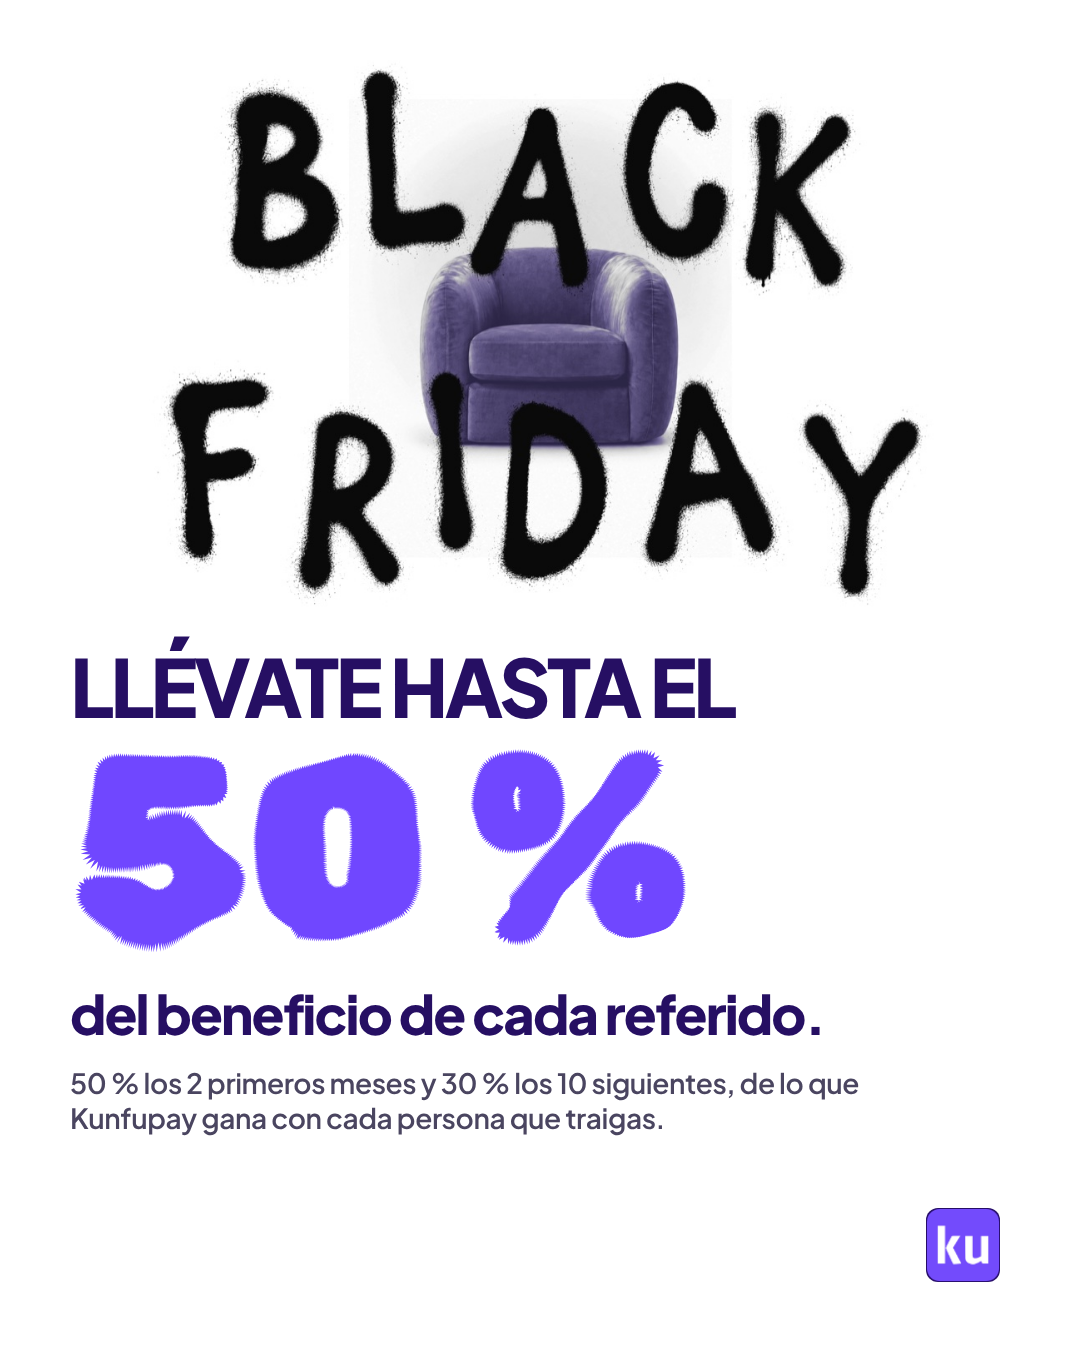 BLACK
FRIDAY
LLÉVATE HASTA EL
50 %
del beneficio de cada referido.
50 % los 2 primeros meses y 30 % los 10 siguientes, de lo que
Kunfupay gana con cada persona que traigas.
ku